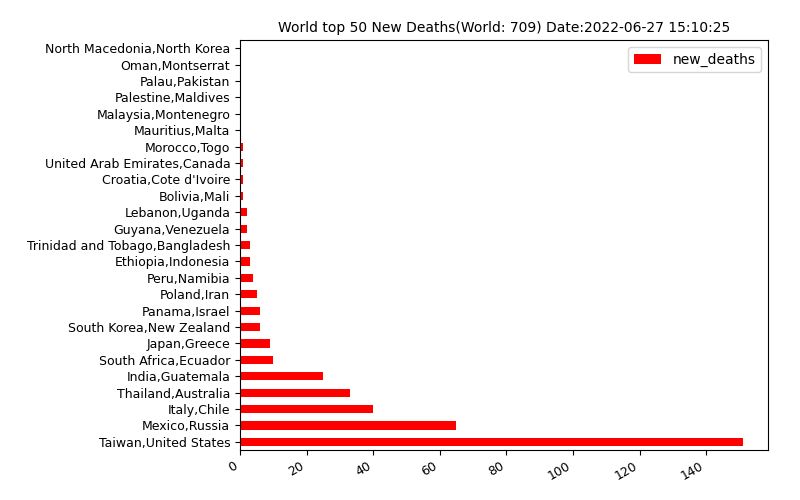 World top 50 New Deaths(World: 709) Date:2022-06-27 15:10:25
new_deaths
North Macedonia,North Korea
Oman,Montserrat
Palau,Pakistan
Palestine,Maldives
Malaysia,Montenegro
Mauritius,Malta
Morocco,Togo
United Arab Emirates,Canada
Croatia,Cote d'Ivoire
Bolivia,Mali
Lebanon,Uganda
Guyana,Venezuela
Trinidad and Tobago,Bangladesh
Ethiopia,Indonesia
Peru,Namibia
Poland,Iran
Panama,Israel
South Korea,New Zealand
Japan,Greece
South Africa,Ecuador
India,Guatemala
Thailand,Australia
Italy,Chile
Mexico,Russia
Taiwan,United States
0 20 40 60 80 100 120 140